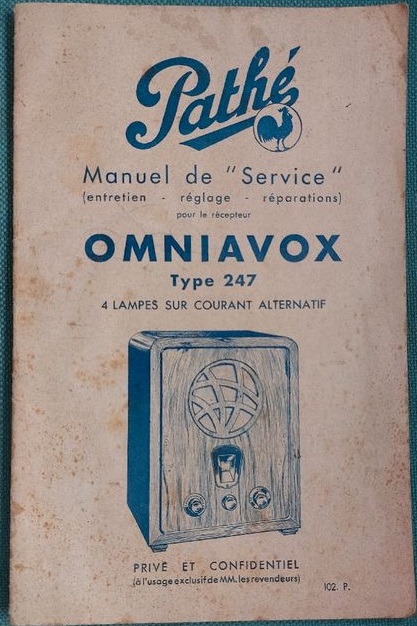 Pathé
Manuel de "Service"
(entretien - réglage - réparations)
pour le récepteur
OMNIAVOX
Type 247
4 LAMPES SUR COURANT ALTERNATIF
PRIVÉ ET CONFIDENTIEL
(à l'usage exclusif de MM. les revendeurs)
102. P.